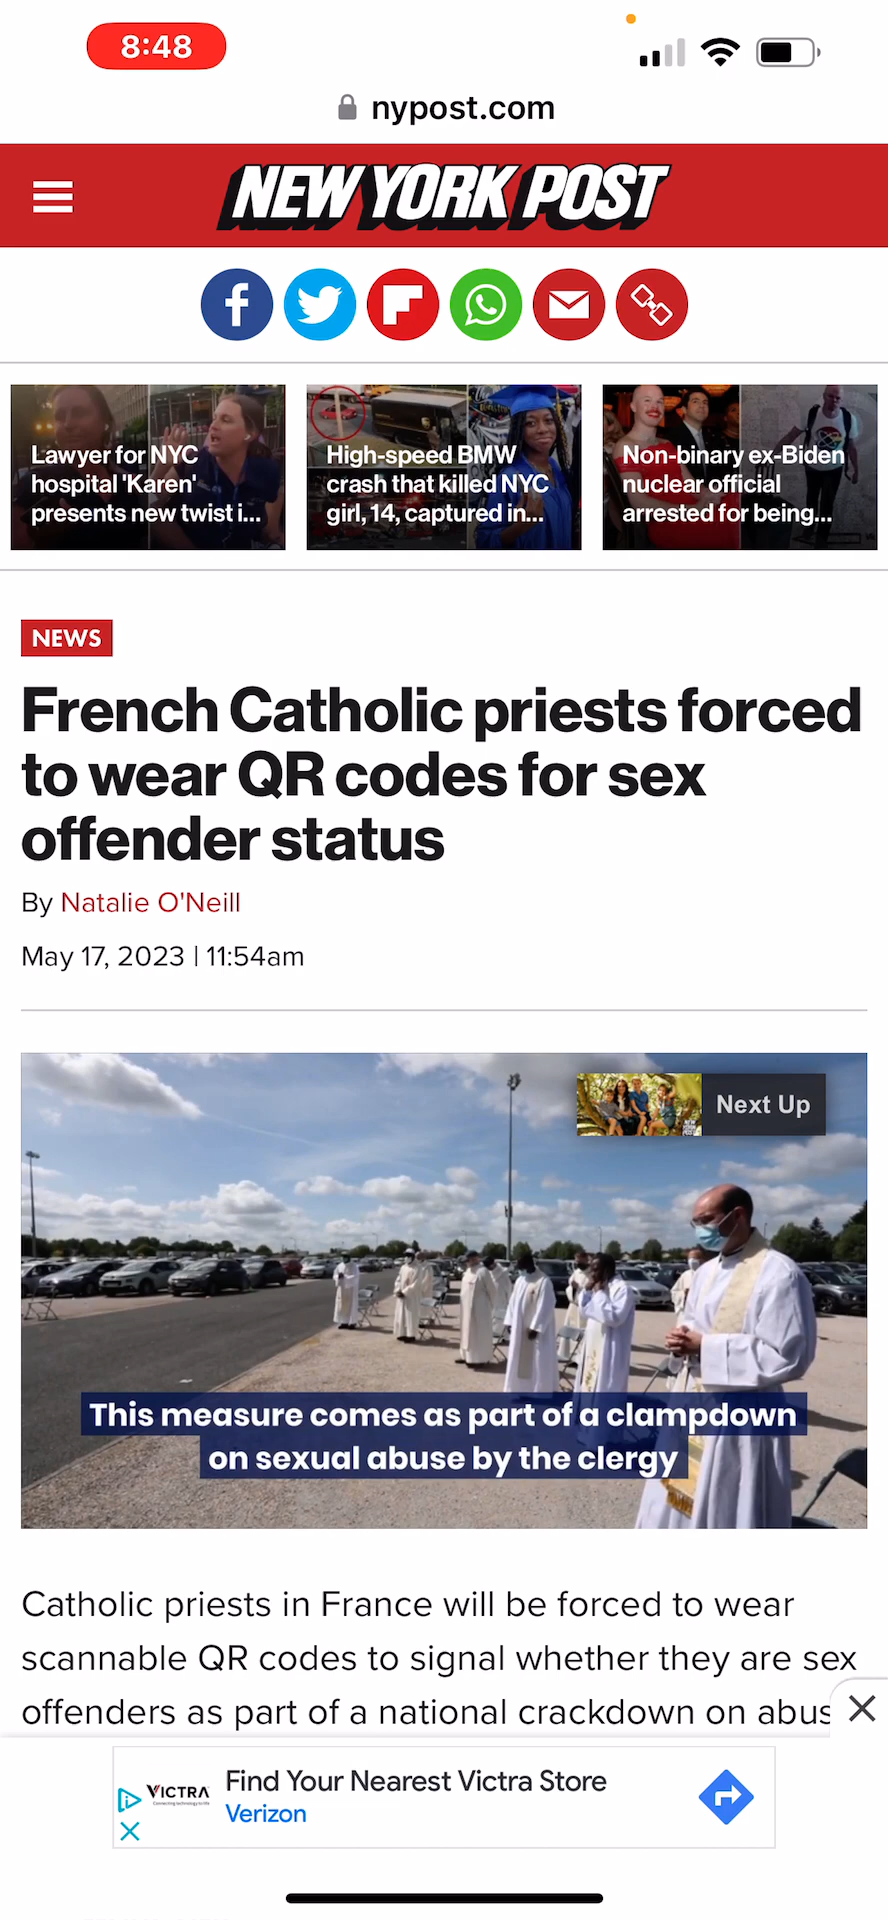 8:48
nypost.com
NEW YORK POST
Lawyer for NYC
hospital 'Karen'
presents new twist i...
High-speed BMW
crash that killed NYC
girl, 14, captured in...
Non-binary ex-Biden
nuclear official
arrested for being...
NEWS
French Catholic priests forced
to wear QR codes for sex
offender status
By Natalie O'Neill
May 17, 2023 | 11:54am
Next Up
This measure comes as part of a clampdown
on sexual abuse by the clergy
Catholic priests in France will be forced to wear
scannable QR codes to signal whether they are sex
offenders as part of a national crackdown on abus
VICTRA
Find Your Nearest Victra Store
Verizon